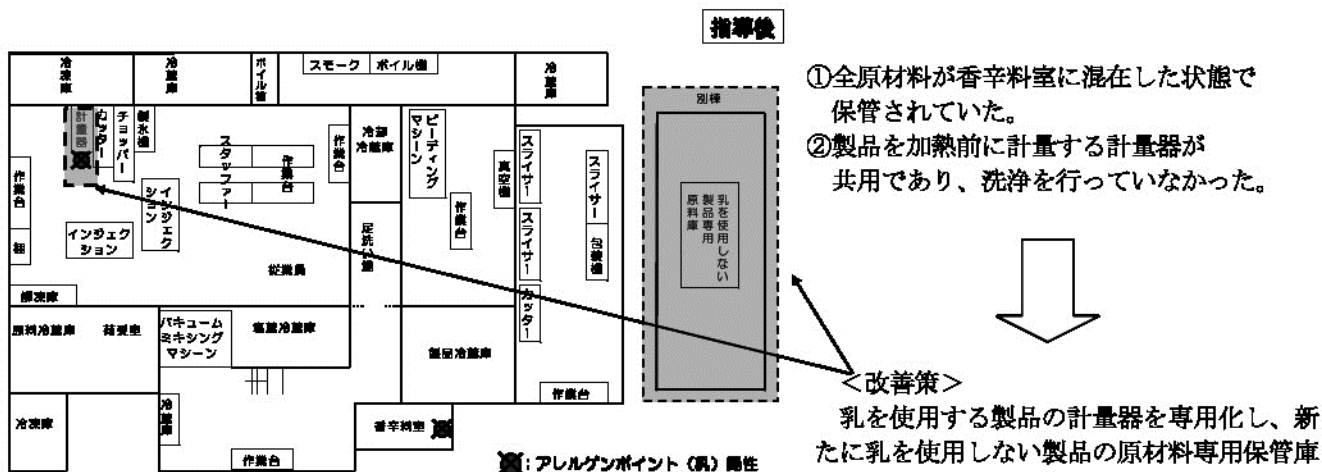 指導後
①全原材料が香辛料室に混在した状態で
保管されていた。
②製品を加熱前に計量する計量器が
共用であり、洗浄を行っていなかった。
<改善策>
乳を使用する製品の計量器を専用化し、新
たに乳を使用しない製品の原材料専用保管庫
冷凍庫
冷蔵庫
ボイル槽
スモーク
ボイル槽
冷蔵庫
計量器
カッター
チョッパー
製氷機
スタッファー
作業台
作業台
冷却
冷蔵庫
ピーディング
マシーン
真空機
スライサー
スライサー
包装機
作業台
インジェク
ション
インジェク
ション
作業台
スライサー
カッター
足洗い場
従業員
原料冷蔵庫
荷受室
バキューム
ミキシング
マシーン
塩蔵冷蔵庫
製品冷蔵庫
作業台
冷凍庫
冷蔵庫
作業台
香辛料室
別棟
乳を使用しない
製品専用
原料庫
:アレルゲンポイント(乳)陽性